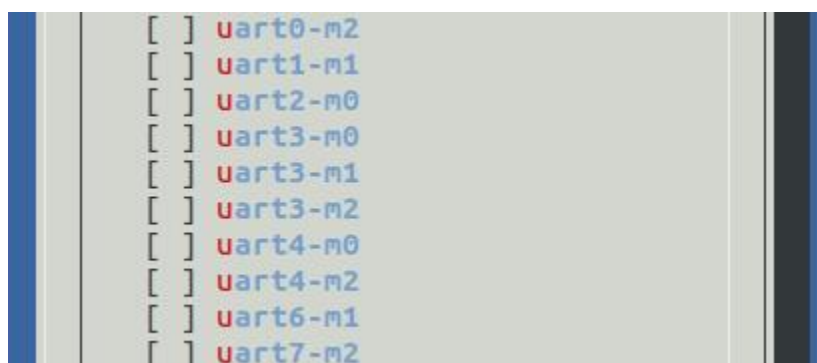 [ ] uart0-m2
[ ] uart1-m1
[ ] uart2-m0
[ ] uart3-m0
[ ] uart3-m1
[ ] uart3-m2
[ ] uart4-m0
[ ] uart4-m2
[ ] uart6-m1
[ ] uart7-m2